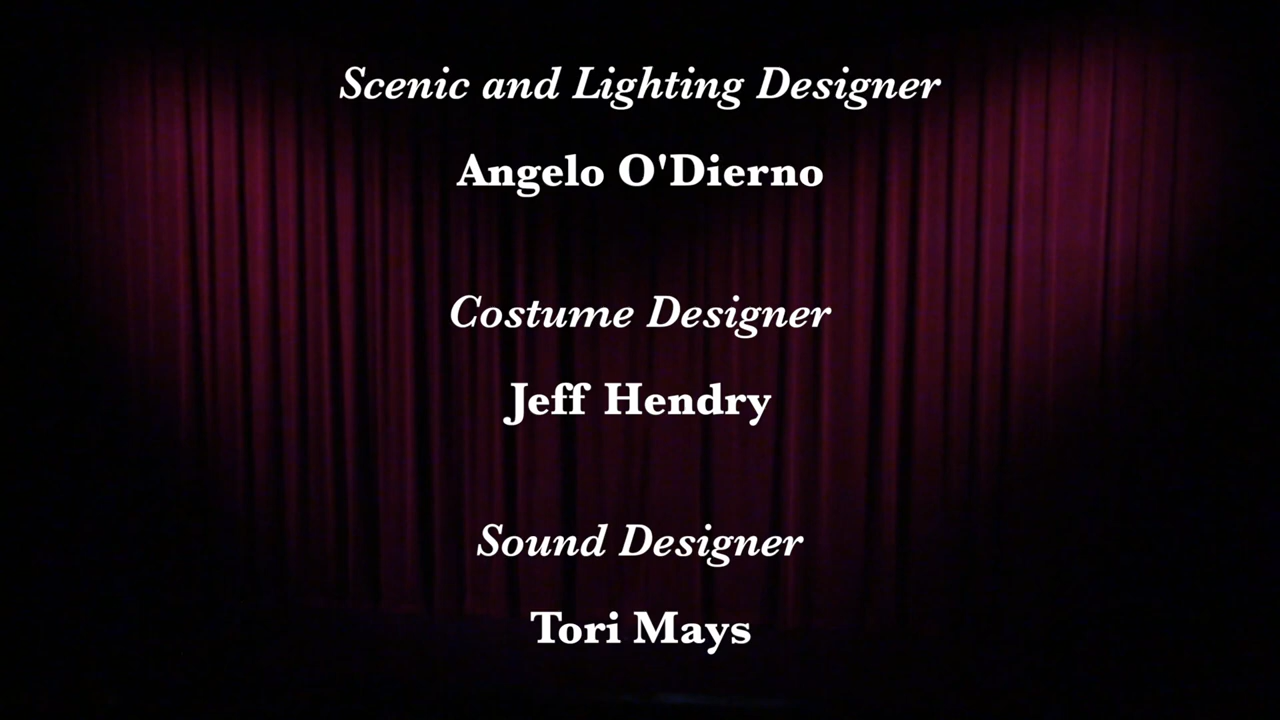 Scenic and Lighting Designer
Angelo O'Dierno
Costume Designer
Jeff Hendry
Sound Designer
Tori Mays